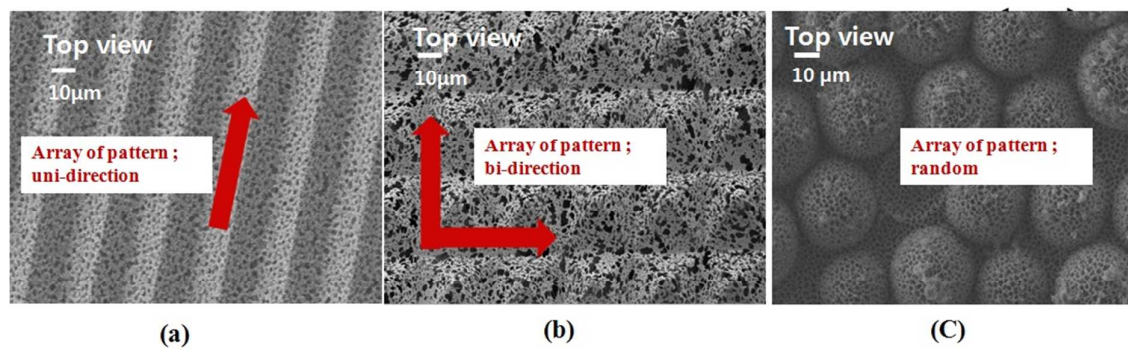 Top view
10µm
Array of pattern ;
uni-direction
(a)
Top view
10µm
Array of pattern ;
bi-direction
(b)
Top view
10 µm
Array of pattern ;
random
(C)